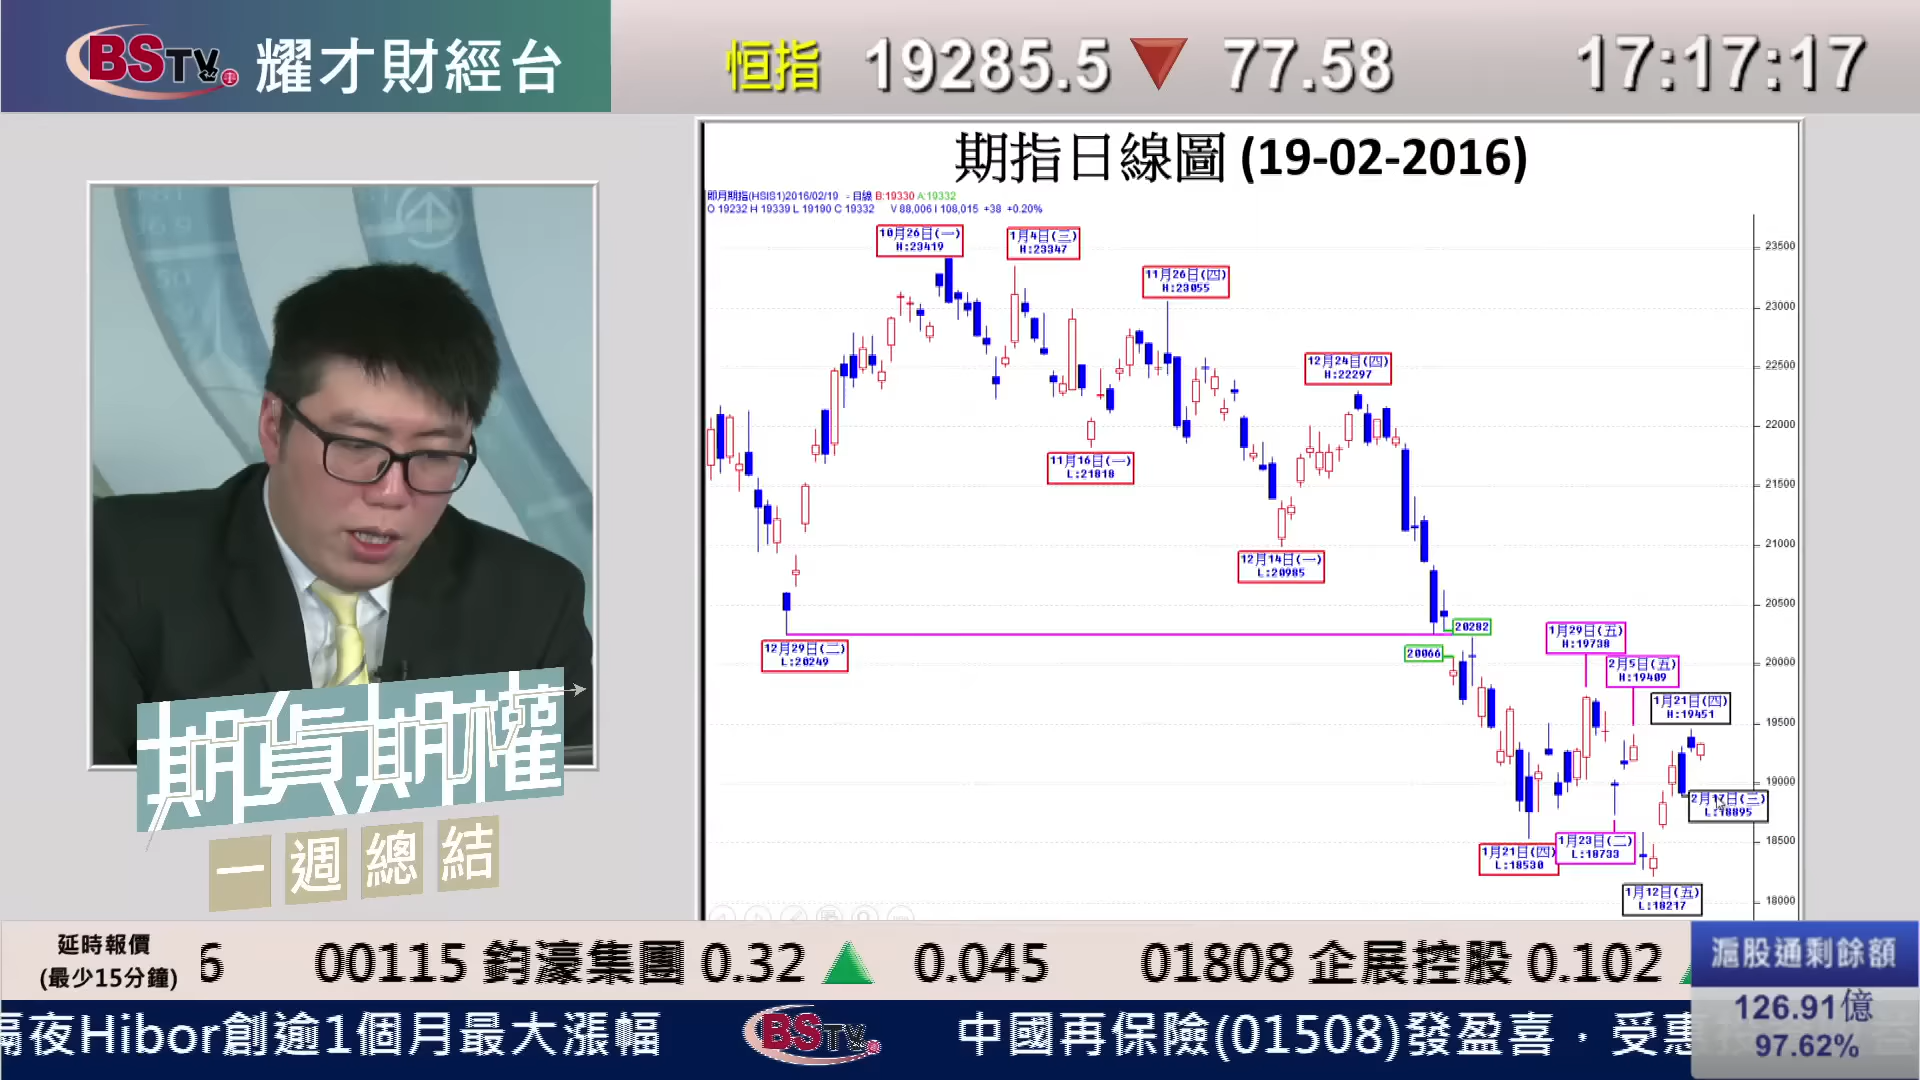 BSTV 耀才財經台
恒指 19285.5 ▼ 77.58
17:17:17
期指日線圖 (19-02-2016)
即月期指(HSIS1)2016/02/19 = 日線 B:19330 A:19332
O 19232 H 19339 L 19190 C 19332 V 88,006 I 108,015 +38 +0.20%
10月26日(一)
H:23419
1月4日(三)
H:23347
11月26日(四)
H:23055
12月24日(四)
H:22297
11月16日(一)
L:21818
12月14日(一)
L:20985
12月29日(二)
L:20249
20282
20066
1月29日(五)
H:19738
2月5日(五)
H:19409
1月21日(四)
H:19451
2月17日(三)
L:18895
1月21日(四)
L:18530
1月23日(二)
L:18733
1月12日(五)
L:18217
23500
23000
22500
22000
21500
21000
20500
20000
19500
19000
18500
18000
期貨期權
一週總結
延時報價
(最少15分鐘)
6 00115 鈞濠集團 0.32 ▲ 0.045 01808 企展控股 0.102
滬股通剩餘額
126.91億
97.62%
隔夜Hibor創逾1個月最大漲幅 BSTV 中國再保險(01508)發盈喜．受惠